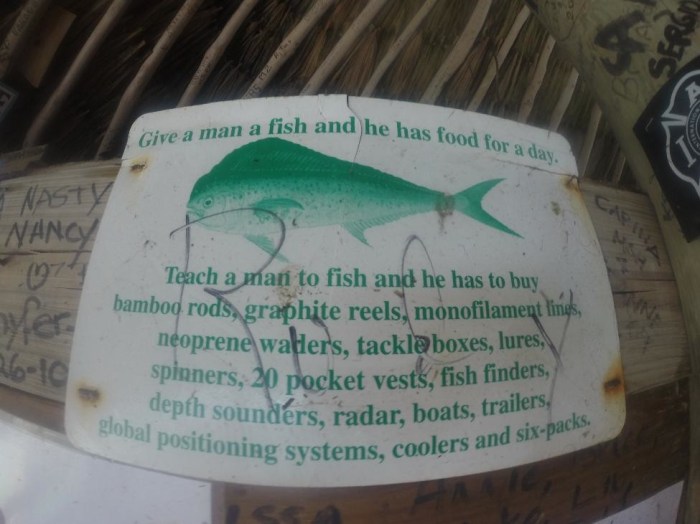 Give a man a fish and he has food for a day.
Teach a man to fish and he has to buy
bamboo rods, graphite reels, monofilament lines,
neoprene waders, tackle boxes, lures,
spinners, 20 pocket vests, fish finders,
depth sounders, radar, boats, trailers,
global positioning systems, coolers and six-packs.
NASTY
NANCY
26-10